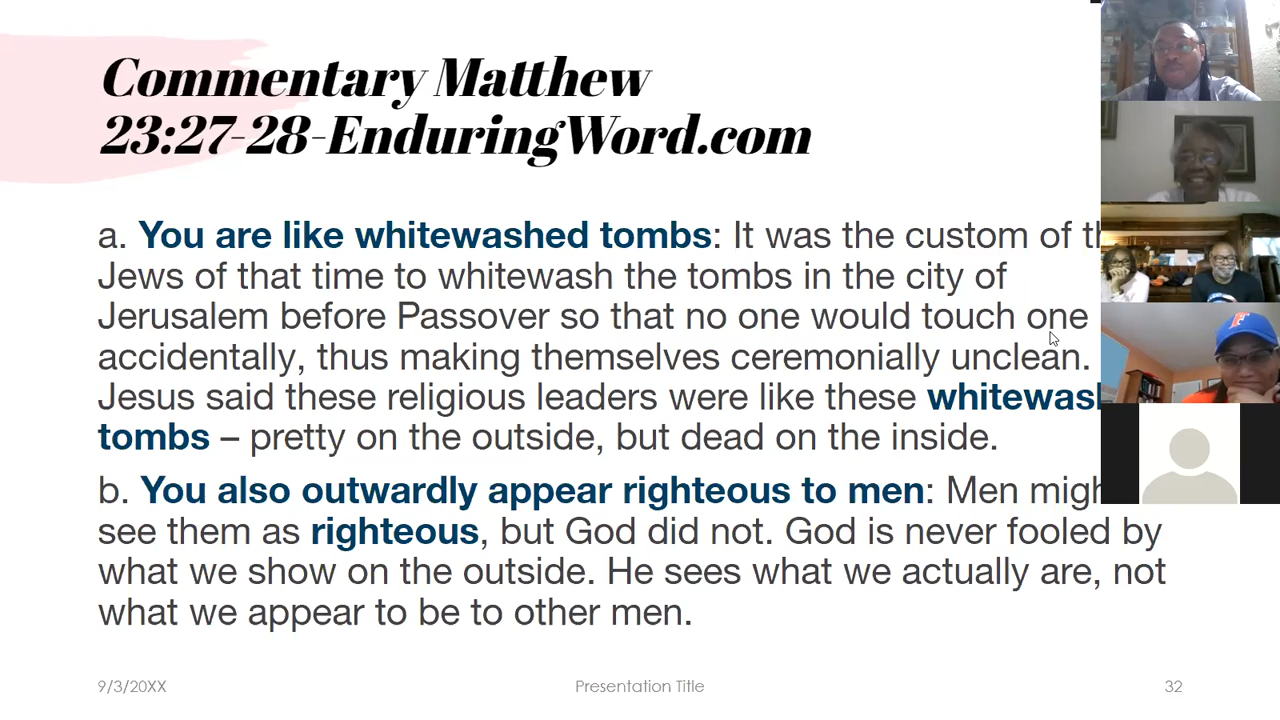 Commentary Matthew
23:27-28-EnduringWord.com
a. You are like whitewashed tombs: It was the custom of
Jews of that time to whitewash the tombs in the city of
Jerusalem before Passover so that no one would touch one
accidentally, thus making themselves ceremonially unclean.
Jesus said these religious leaders were like these
tombs – pretty on the outside, but dead on the inside.
b. You also outwardly appear righteous to men: Men
see them as righteous, but God did not. God is never fooled by
what we show on the outside. He sees what we actually are, not
what we appear to be to other men.
9/3/20XX
Presentation Title
32